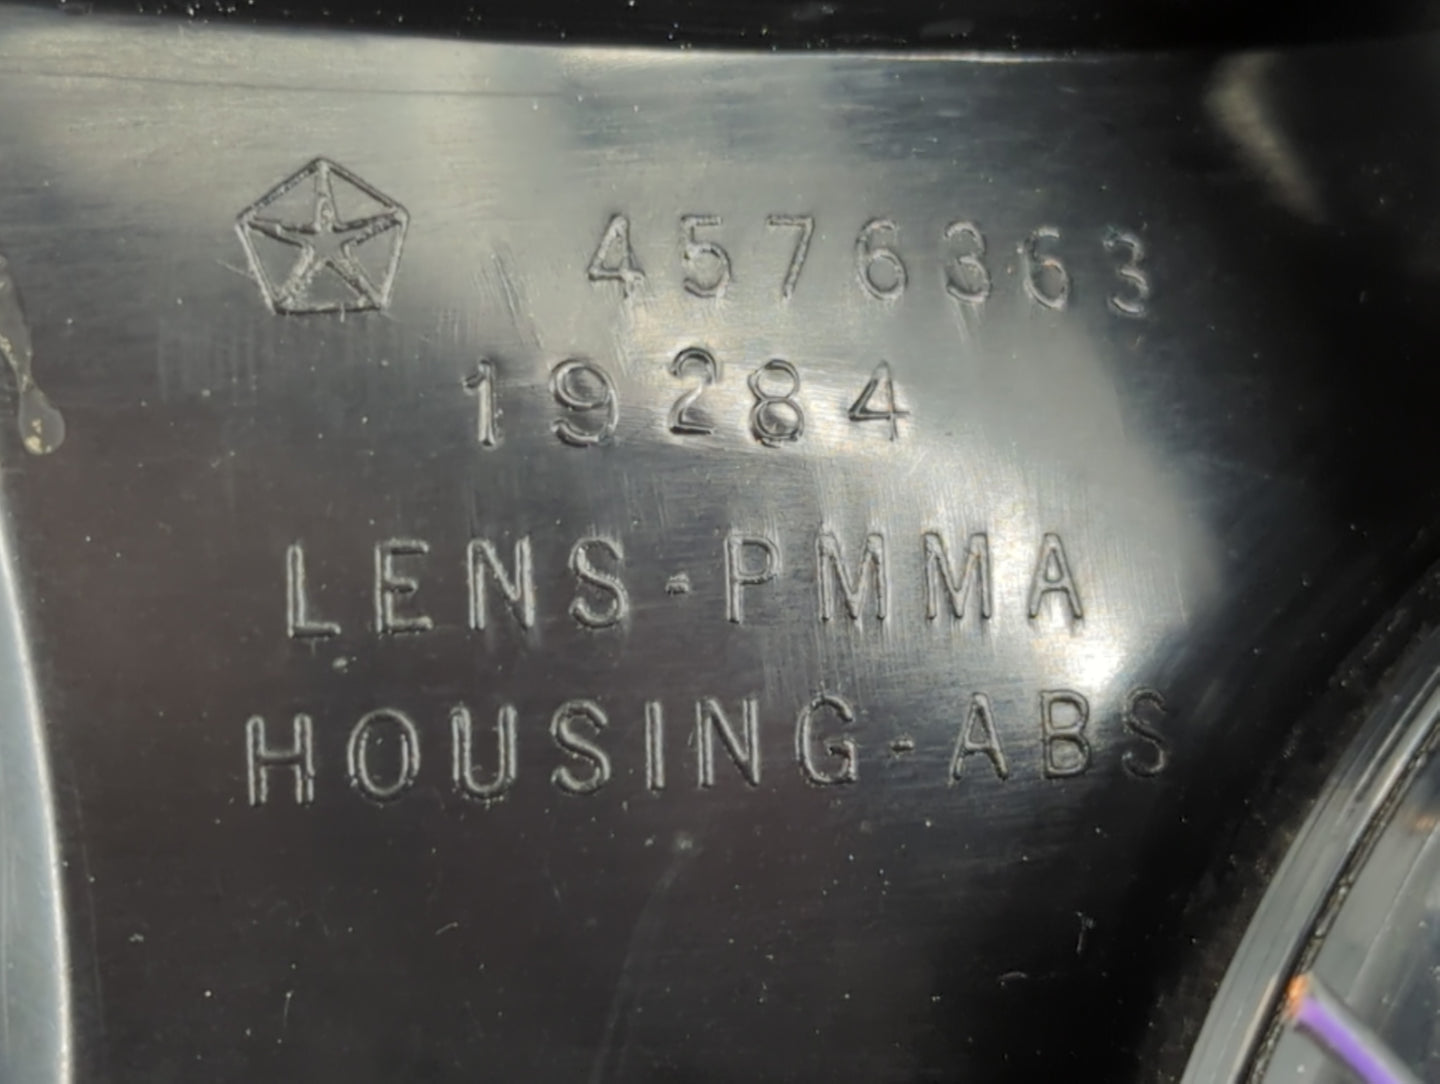 4576363
19284
LENS-PMMA
HOUSING-ABS